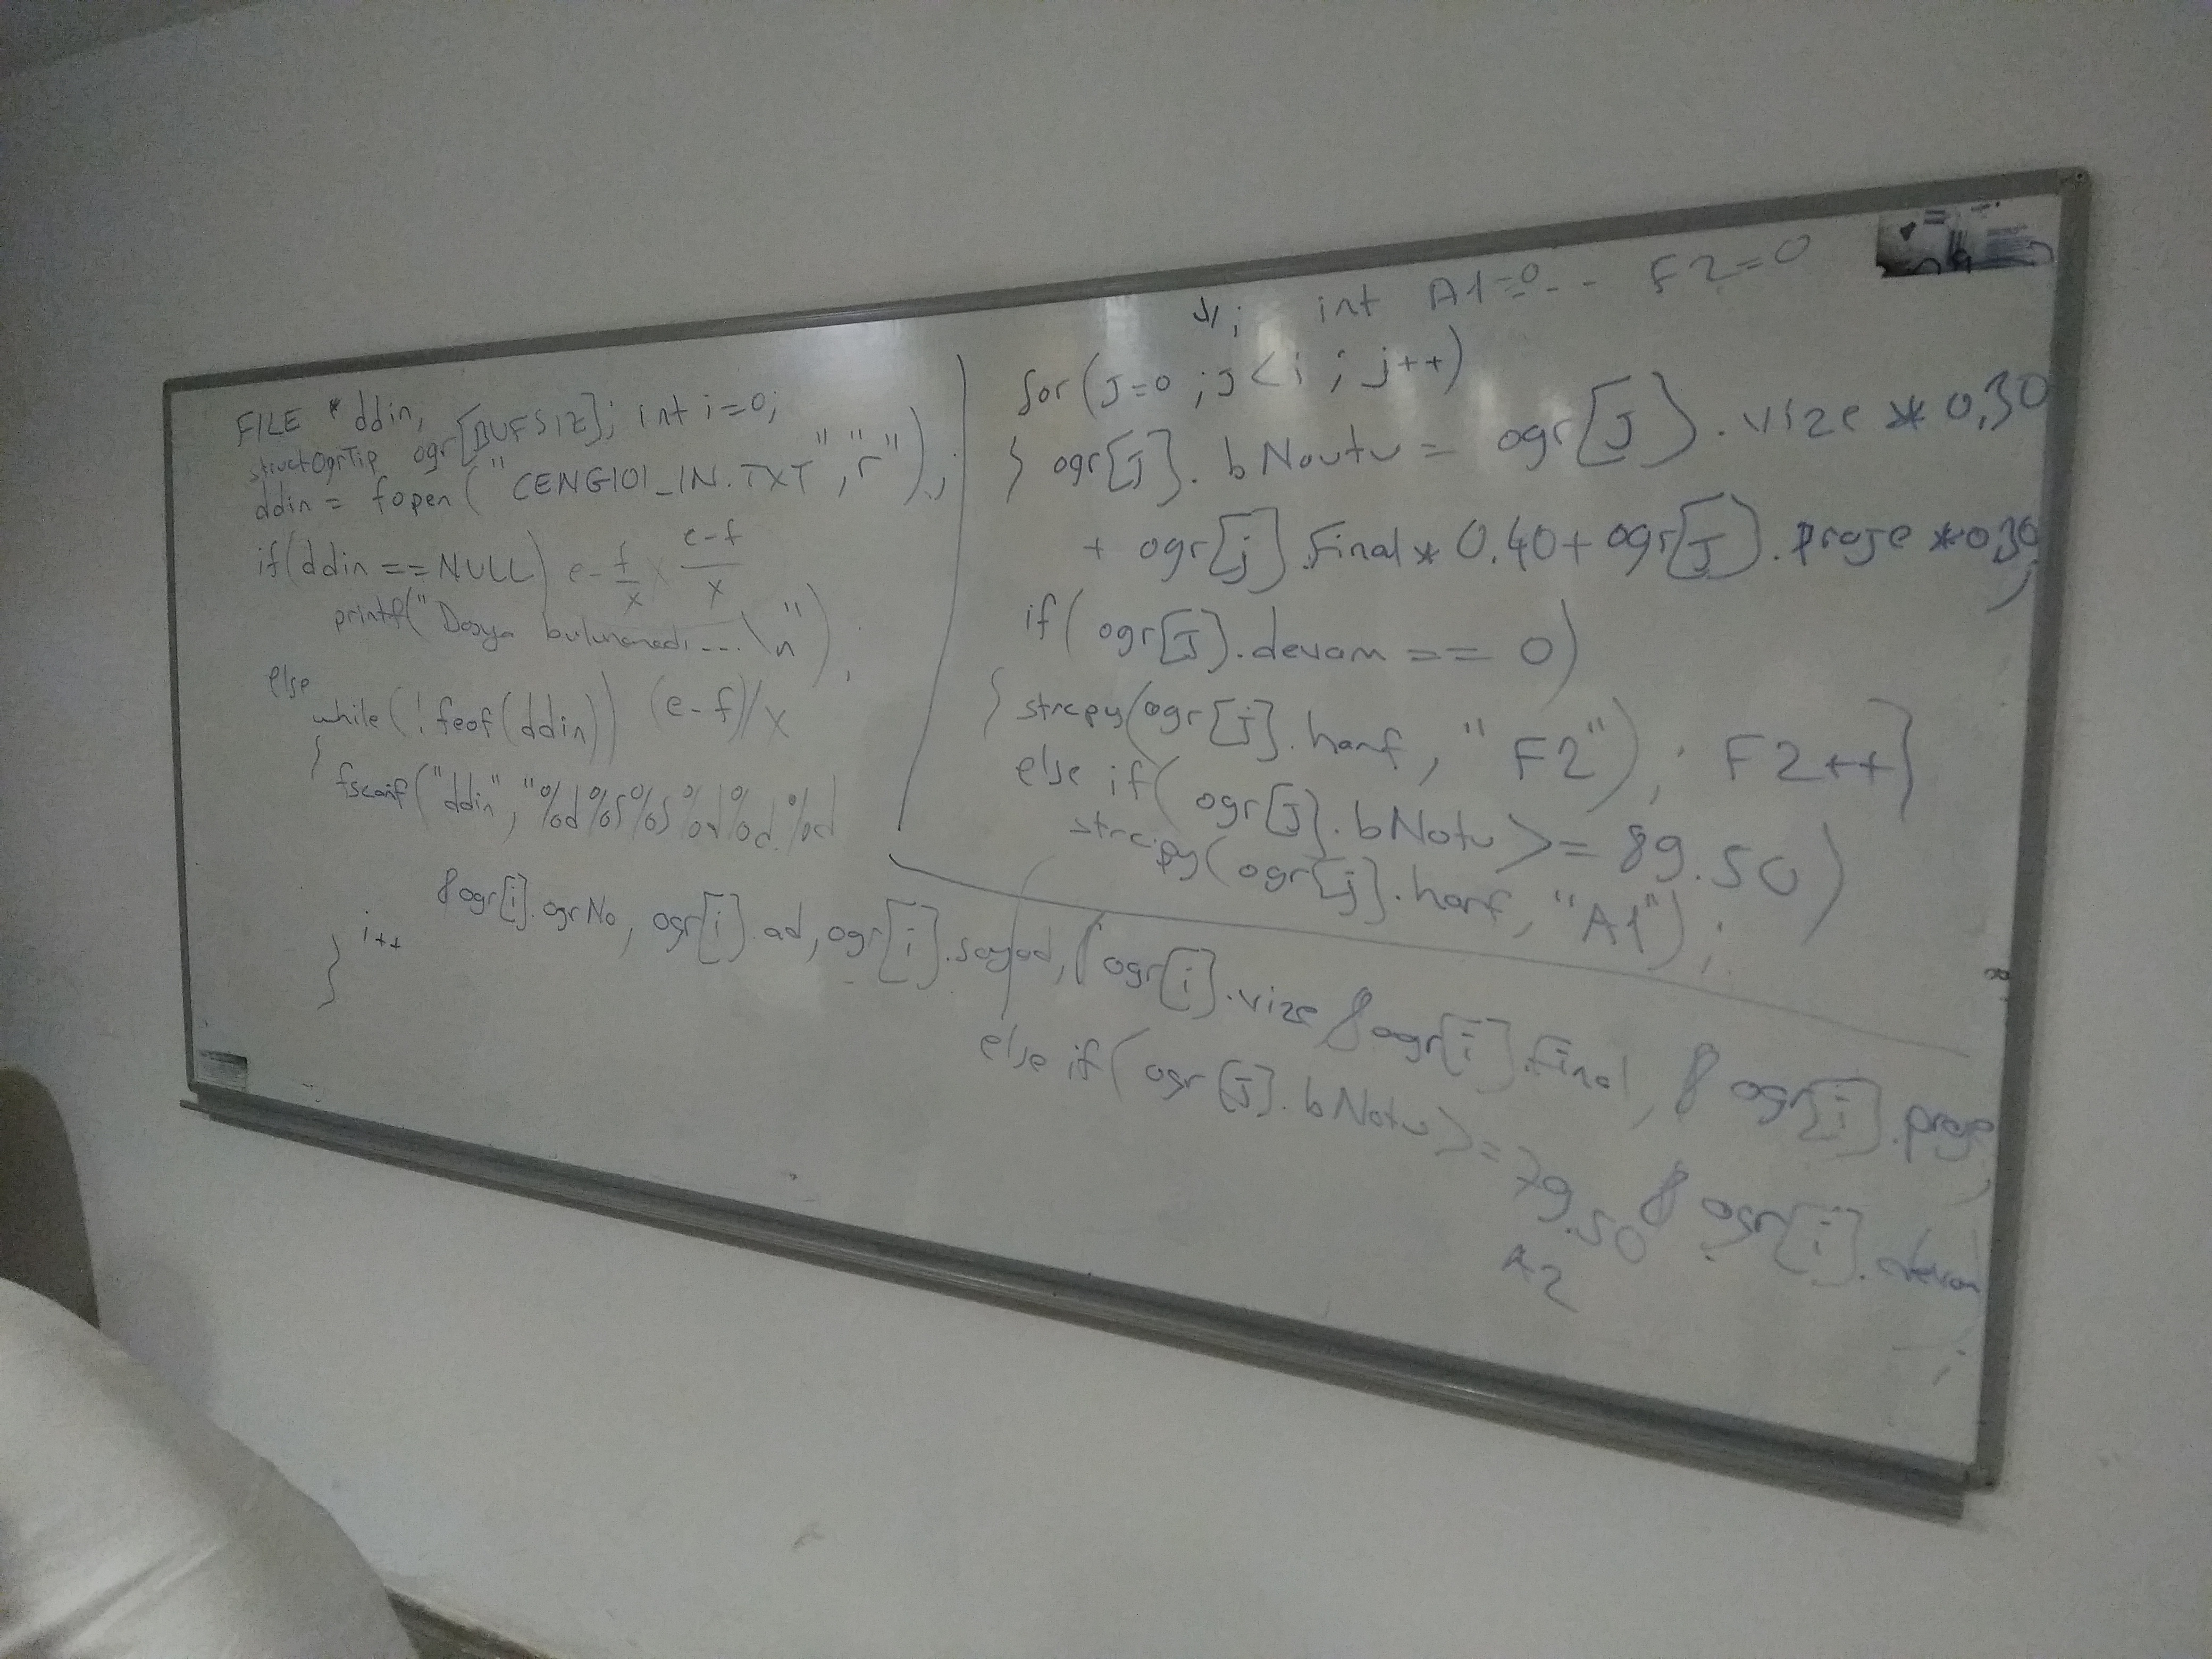 FILE *ddin;
struct OgrTip ogr[BUFSIZ]; int i=0;
ddin = fopen("CENG101_IN.TXT", "r");
if(ddin == NULL) e - f/x e-f/x
printf("Dosya bulunamadı... \n");
else
while(!feof(ddin)) (e-f)/x
{
fscanf("ddin", "%d%s%s%d%d%d
&ogr[i].ogrNo, ogr[i].ad, ogr[i].soyad, ogr[i].vize &ogr[i].final, &ogr[i].proje,
&ogr[i].devam
;
i++
}
int A1=0... F2=0
for(J=0; J<i; j++)
{ ogr[J].bNoutu = ogr[J].vize * 0,30
+ ogr[j].final * 0.40 + ogr[J].proje * 0,30;
if(ogr[J].devam == 0)
{ strcpy(ogr[j].harf, "F2"); F2++}
else if(ogr[J].bNotu >= 89.50)
strcpy(ogr[j].harf, "A1");
else if(ogr[J].bNotu >= 79.50
A2